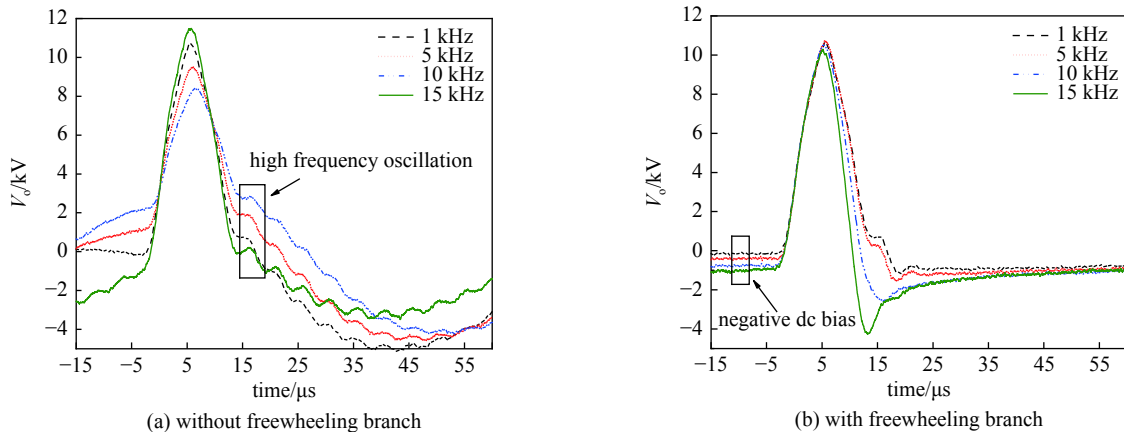 12
10
8
6
4
2
0
−2
−4
V_o/kV
1 kHz
5 kHz
10 kHz
15 kHz
high frequency oscillation
−15 −5 5 15 25 35 45 55
time/μs
(a) without freewheeling branch
12
10
8
6
4
2
0
−2
−4
V_o/kV
1 kHz
5 kHz
10 kHz
15 kHz
negative dc bias
−15 −5 5 15 25 35 45 55
time/μs
(b) with freewheeling branch